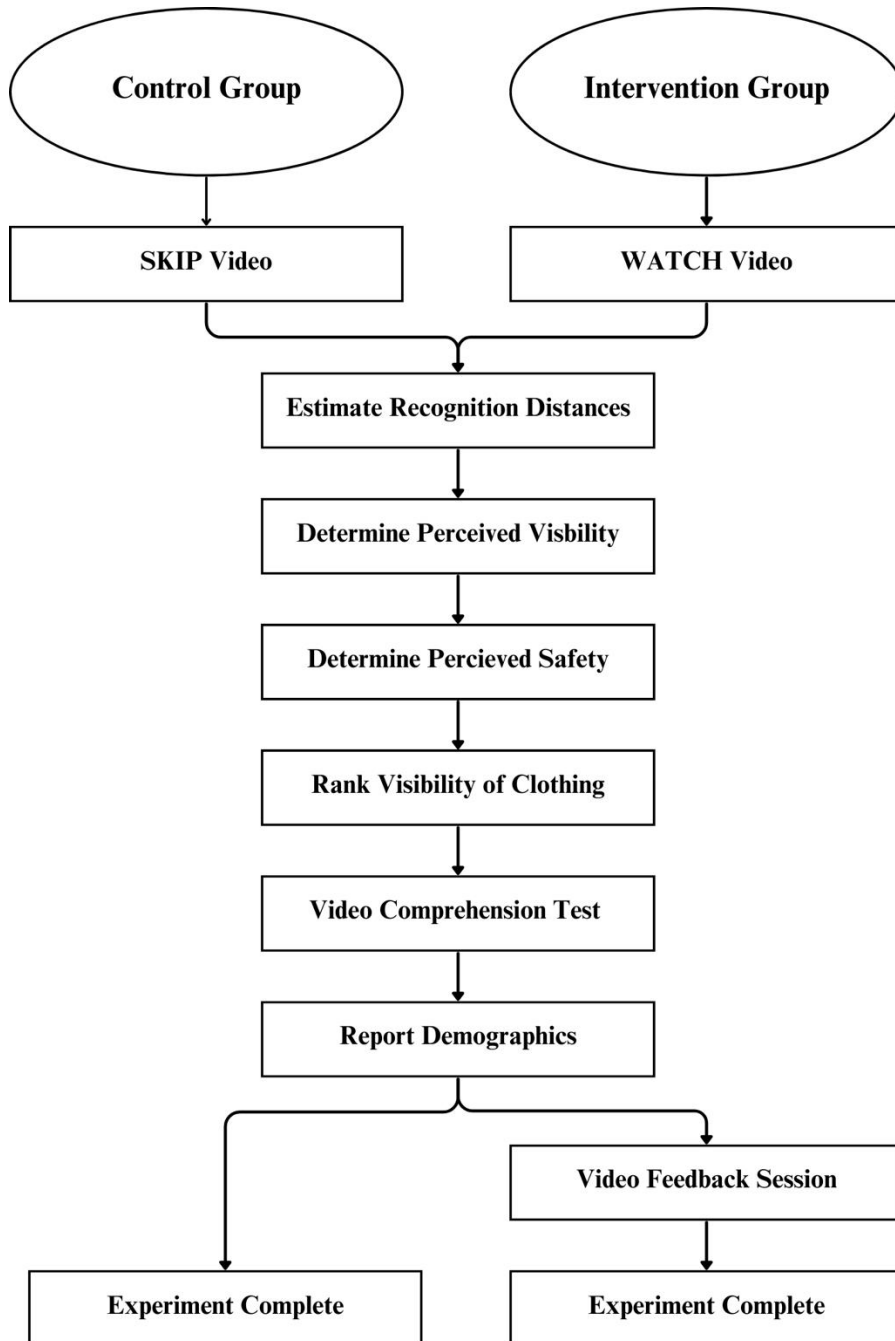 Control Group
Intervention Group
SKIP Video
WATCH Video
Estimate Recognition Distances
Determine Perceived Visbility
Determine Percieved Safety
Rank Visibility of Clothing
Video Comprehension Test
Report Demographics
Video Feedback Session
Experiment Complete
Experiment Complete